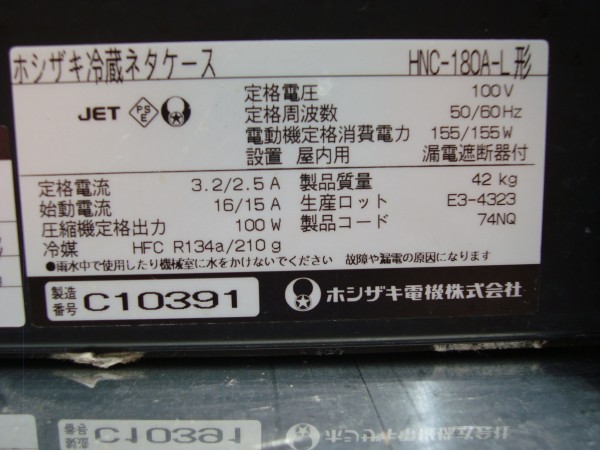 ホシザキ冷蔵ネタケース HNC-180A-L形
JET PSE
定格電圧 100V
定格周波数 50/60Hz
電動機定格消費電力 155/155W
設置 屋内用 漏電遮断器付
定格電流 3.2/2.5 A 製品質量 42 kg
始動電流 16/15 A 生産ロット E3-4323
圧縮機定格出力 100 W 製品コード 74NQ
冷媒 HFC R134a/210 g
●雨水中で使用したり機械室に水をかけないでください 故障や漏電の原因になります
製造番号 C10391 ホシザキ電機株式会社